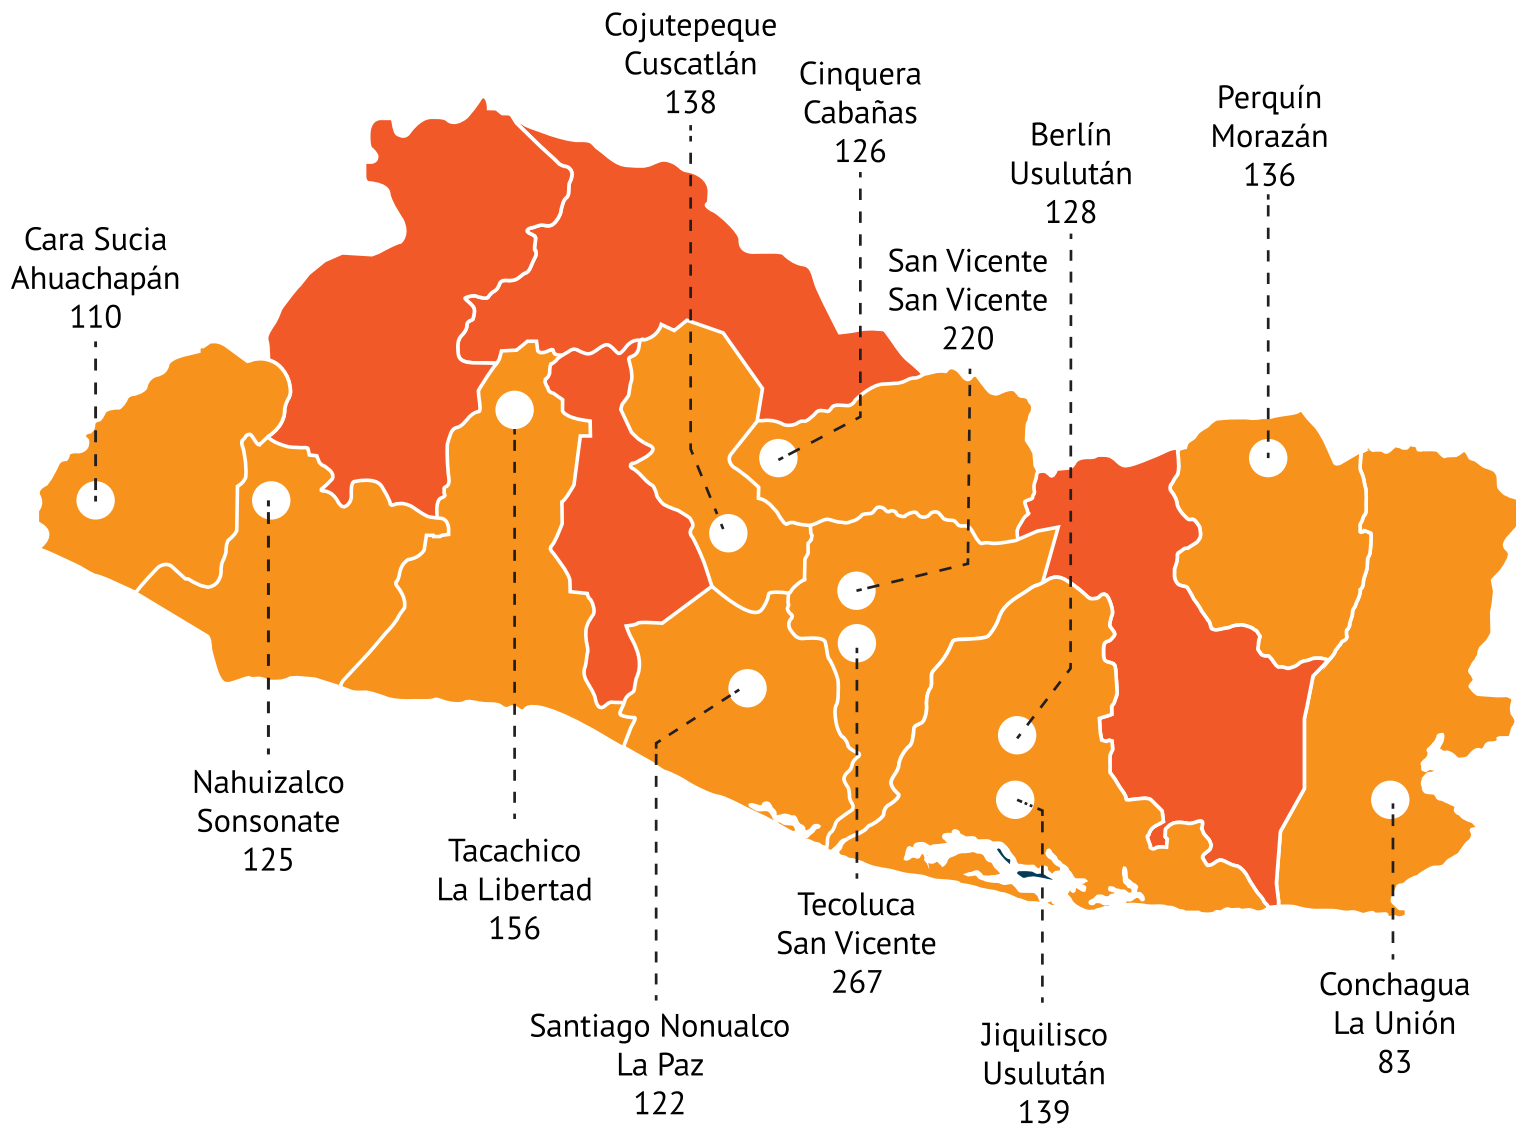 Cojutepeque
Cuscatlán
138
Cinquera
Cabañas
126
Perquín
Morazán
136
Berlín
Usulután
128
Cara Sucia
Ahuachapán
110
San Vicente
San Vicente
220
Nahuizalco
Sonsonate
125
Tacachico
La Libertad
156
Tecoluca
San Vicente
267
Santiago Nonualco
La Paz
122
Jiquilisco
Usulután
139
Conchagua
La Unión
83